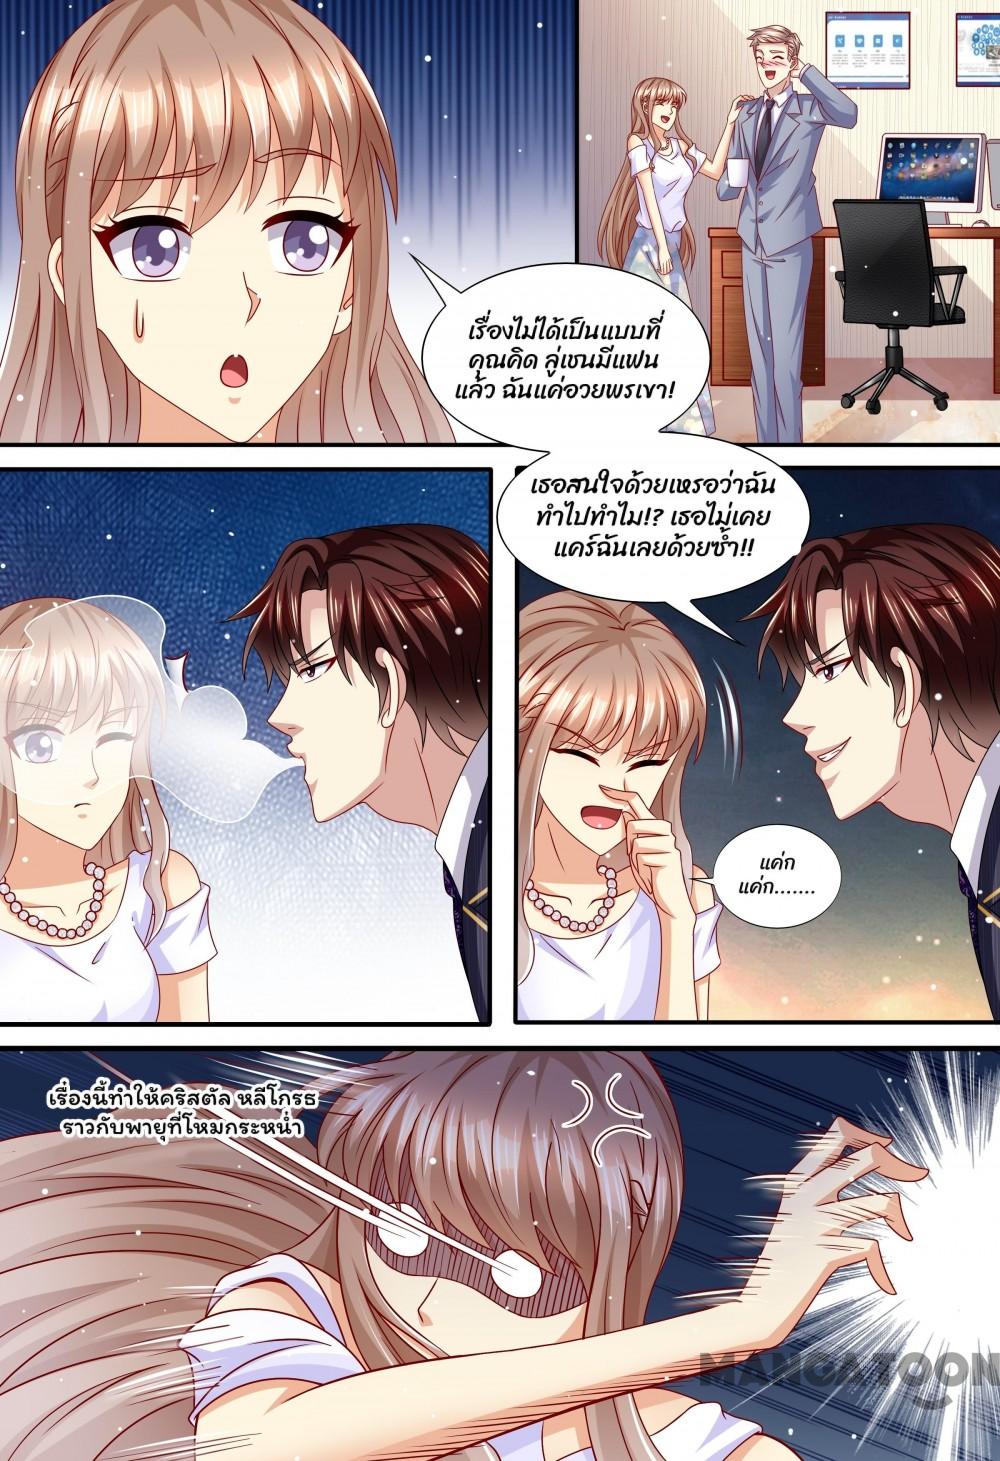 เรื่องไม่ได้เป็นแบบที่
คุณคิด ลู่เชนมีแฟน
แล้ว ฉันแค่อวยพรเขา!
เธอสนใจด้วยเหรอว่าฉัน
ทำไปทำไม!? เธอไม่เคย
แคร์ฉันเลยด้วยซ้ำ!!
แค่ก
แค่ก.......
เรื่องนี้ทำให้คริสตัล หลีโกรธ
ราวกับพายุที่โหมกระหน่ำ
MANGATOON